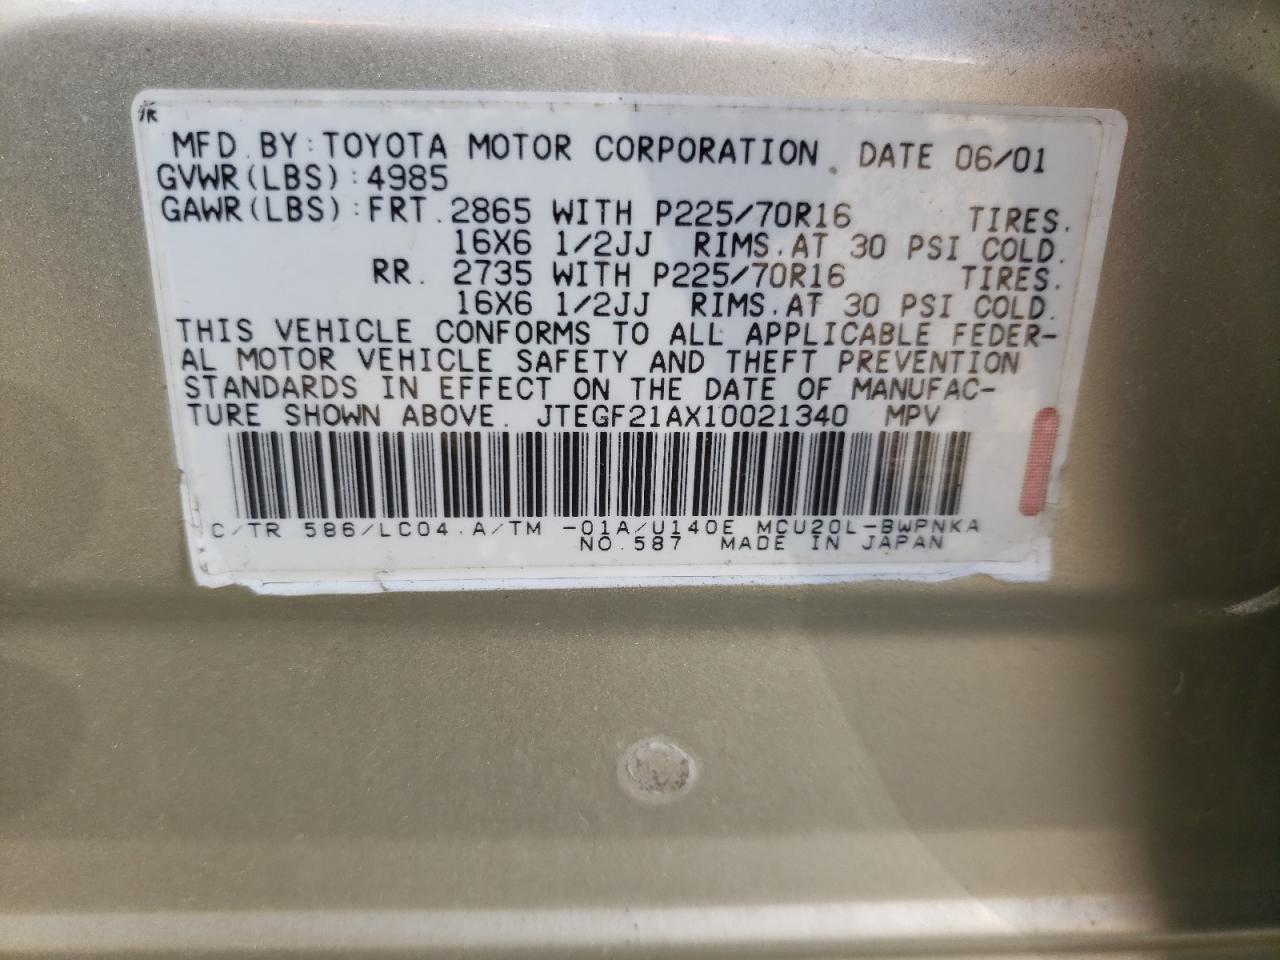 MFD. BY: TOYOTA MOTOR CORPORATION DATE 06/01
GVWR(LBS):4985
GAWR(LBS):FRT. 2865 WITH P225/70R16 TIRES.
16X6 1/2JJ RIMS.AT 30 PSI COLD.
RR. 2735 WITH P225/70R16 TIRES.
16X6 1/2JJ RIMS.AT 30 PSI COLD.
THIS VEHICLE CONFORMS TO ALL APPLICABLE FEDER-
AL MOTOR VEHICLE SAFETY AND THEFT PREVENTION
STANDARDS IN EFFECT ON THE DATE OF MANUFAC-
TURE SHOWN ABOVE. JTEGF21AX10021340 MPV
C/TR 586/LC04.A/TM -01A/U140E MCU20L-BWPNKA
NO.587 MADE IN JAPAN